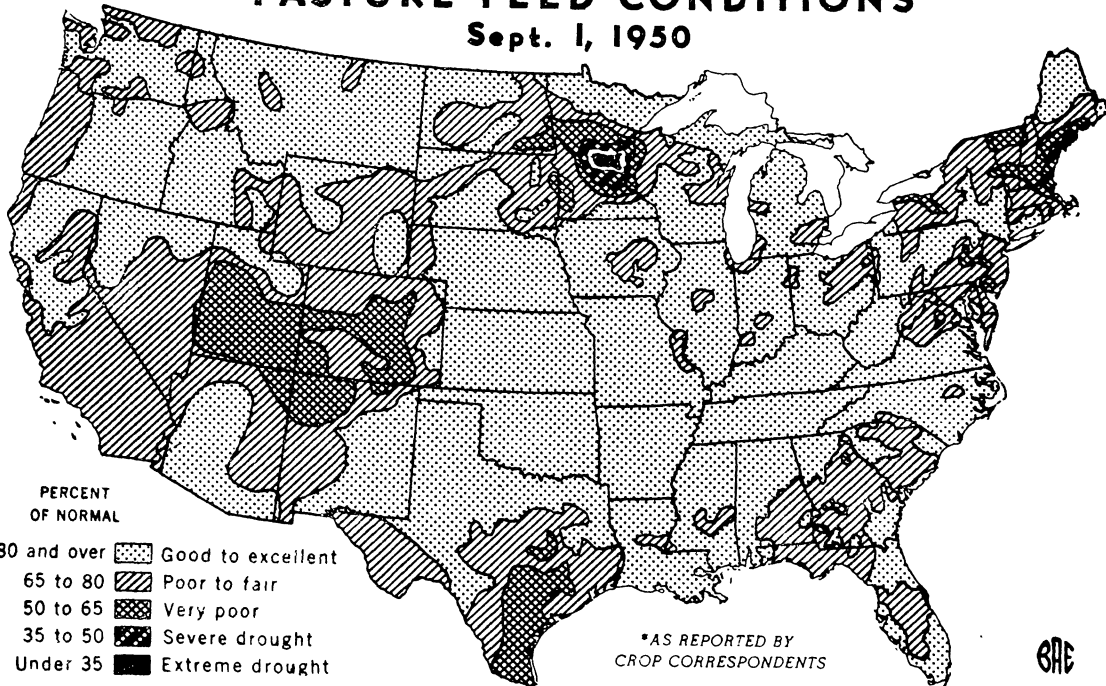 PASTURE FEED CONDITIONS
Sept. 1, 1950
PERCENT
OF NORMAL
80 and over Good to excellent
65 to 80 Poor to fair
50 to 65 Very poor
35 to 50 Severe drought
Under 35 Extreme drought
*AS REPORTED BY
CROP CORRESPONDENTS
BAE